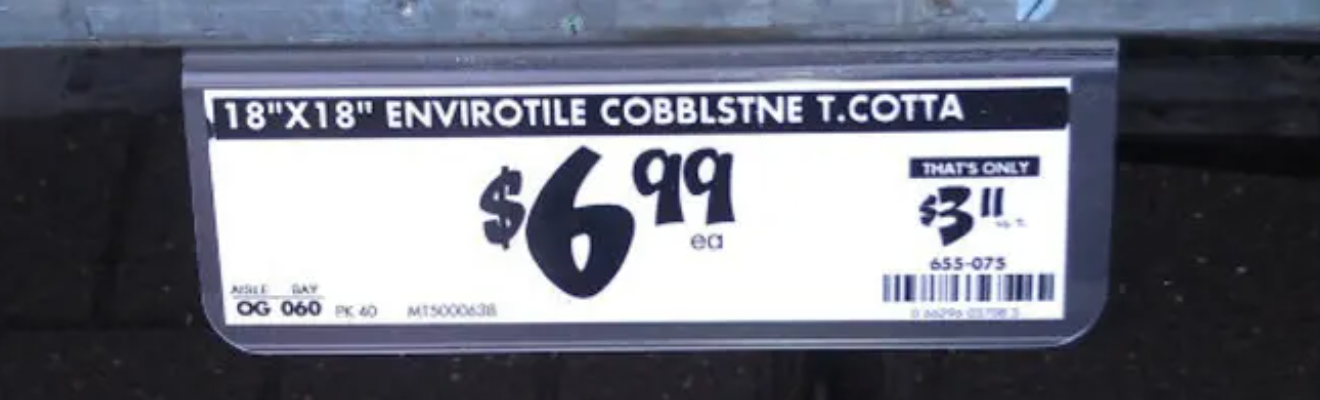 18"X18" ENVIROTILE COBBLSTNE T.COTTA
$6 99
ea
THAT'S ONLY
$3 11
655-075
AISLE BAY
OG 060 PK 40 MT5000638